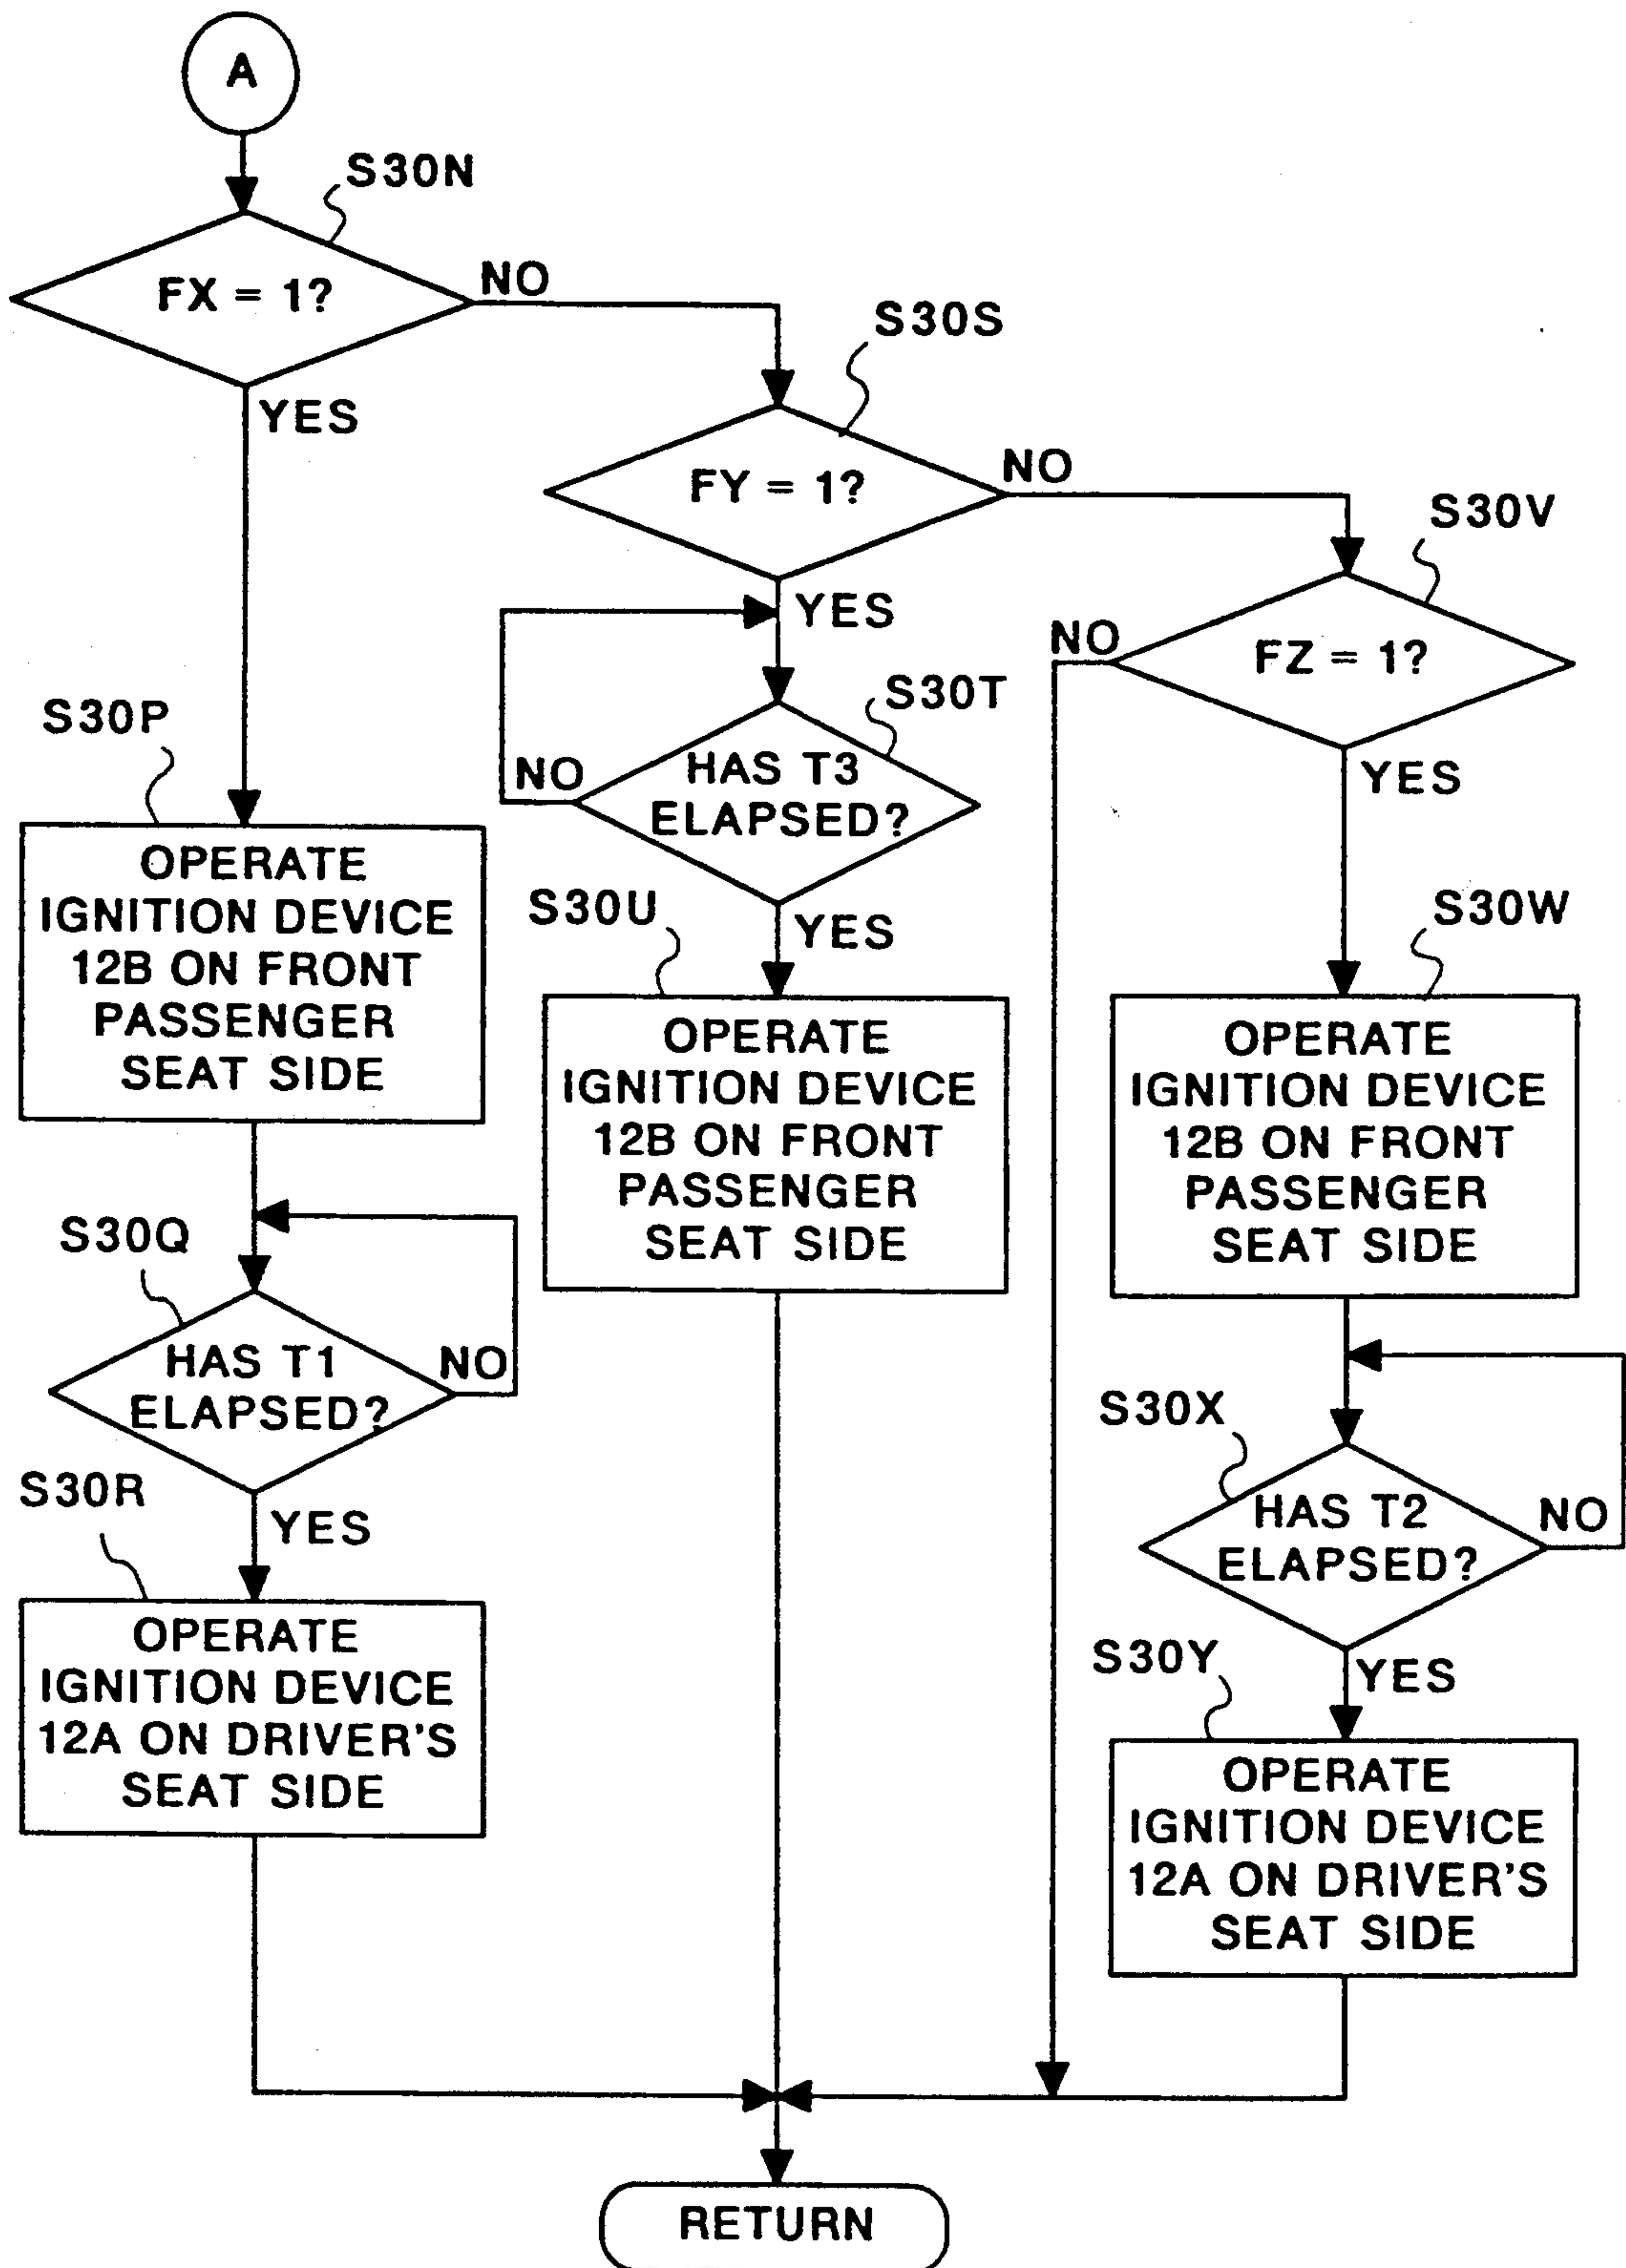 A
S30N
FX = 1?
NO
YES
S30S
FY = 1?
NO
YES
S30V
FZ = 1?
NO
YES
S30P
OPERATE
IGNITION DEVICE
12B ON FRONT
PASSENGER
SEAT SIDE
S30Q
HAS T1
ELAPSED?
NO
YES
S30R
OPERATE
IGNITION DEVICE
12A ON DRIVER'S
SEAT SIDE
S30T
HAS T3
ELAPSED?
NO
YES
S30U
OPERATE
IGNITION DEVICE
12B ON FRONT
PASSENGER
SEAT SIDE
S30W
OPERATE
IGNITION DEVICE
12B ON FRONT
PASSENGER
SEAT SIDE
S30X
HAS T2
ELAPSED?
NO
YES
S30Y
OPERATE
IGNITION DEVICE
12A ON DRIVER'S
SEAT SIDE
RETURN